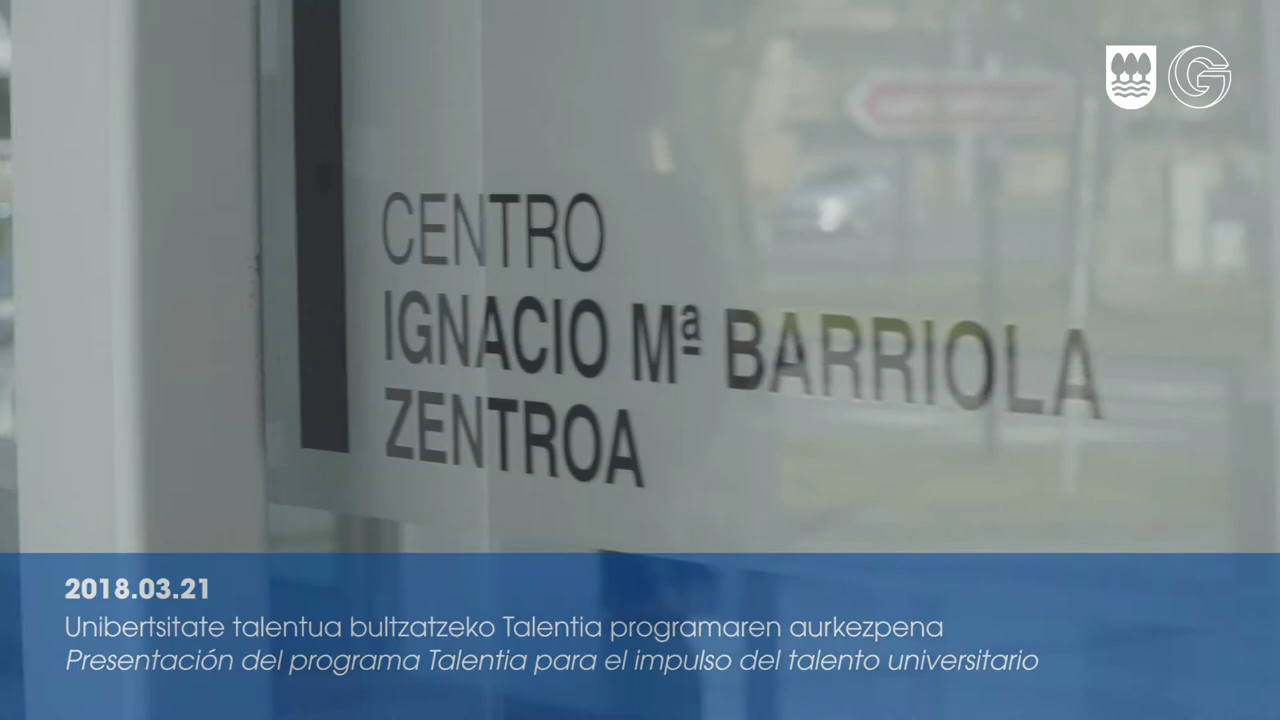 CENTRO
IGNACIO Mª BARRIOLA
ZENTROA
2018.03.21
Unibertsitate talentua bultzatzeko Talentia programaren aurkezpena
Presentación del programa Talentia para el impulso del talento universitario